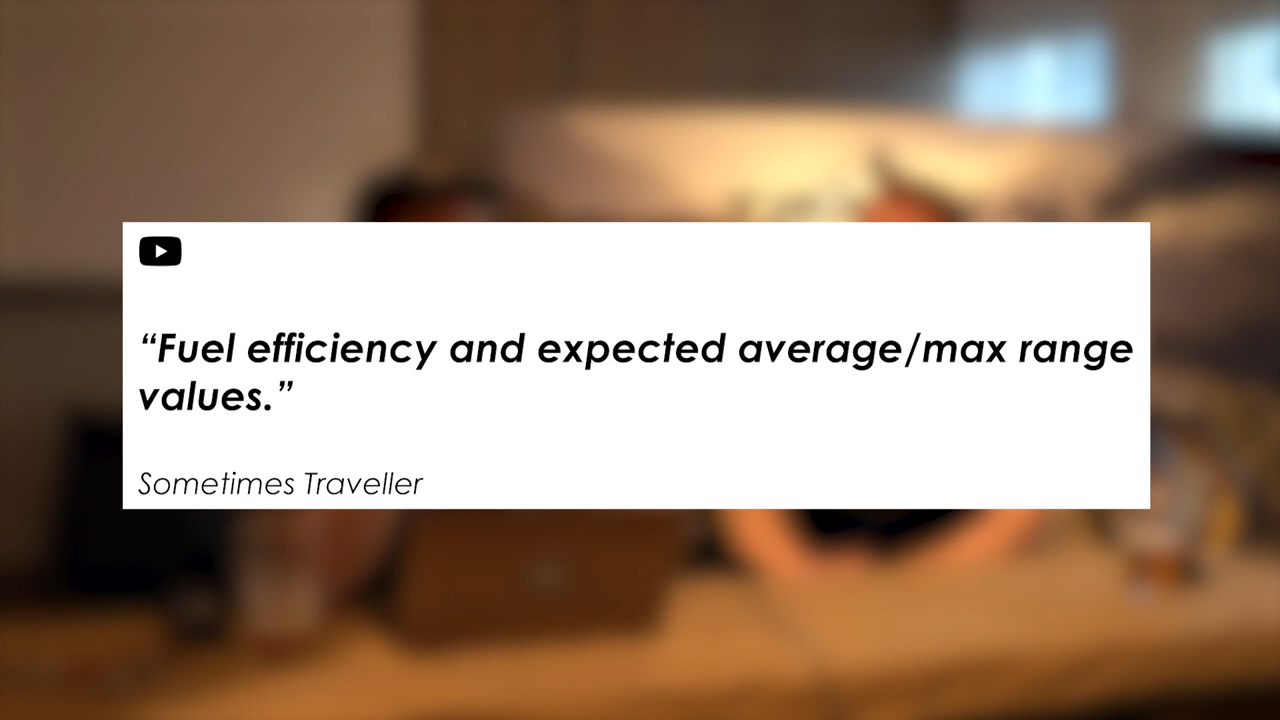 “Fuel efficiency and expected average/max range
values.”
Sometimes Traveller